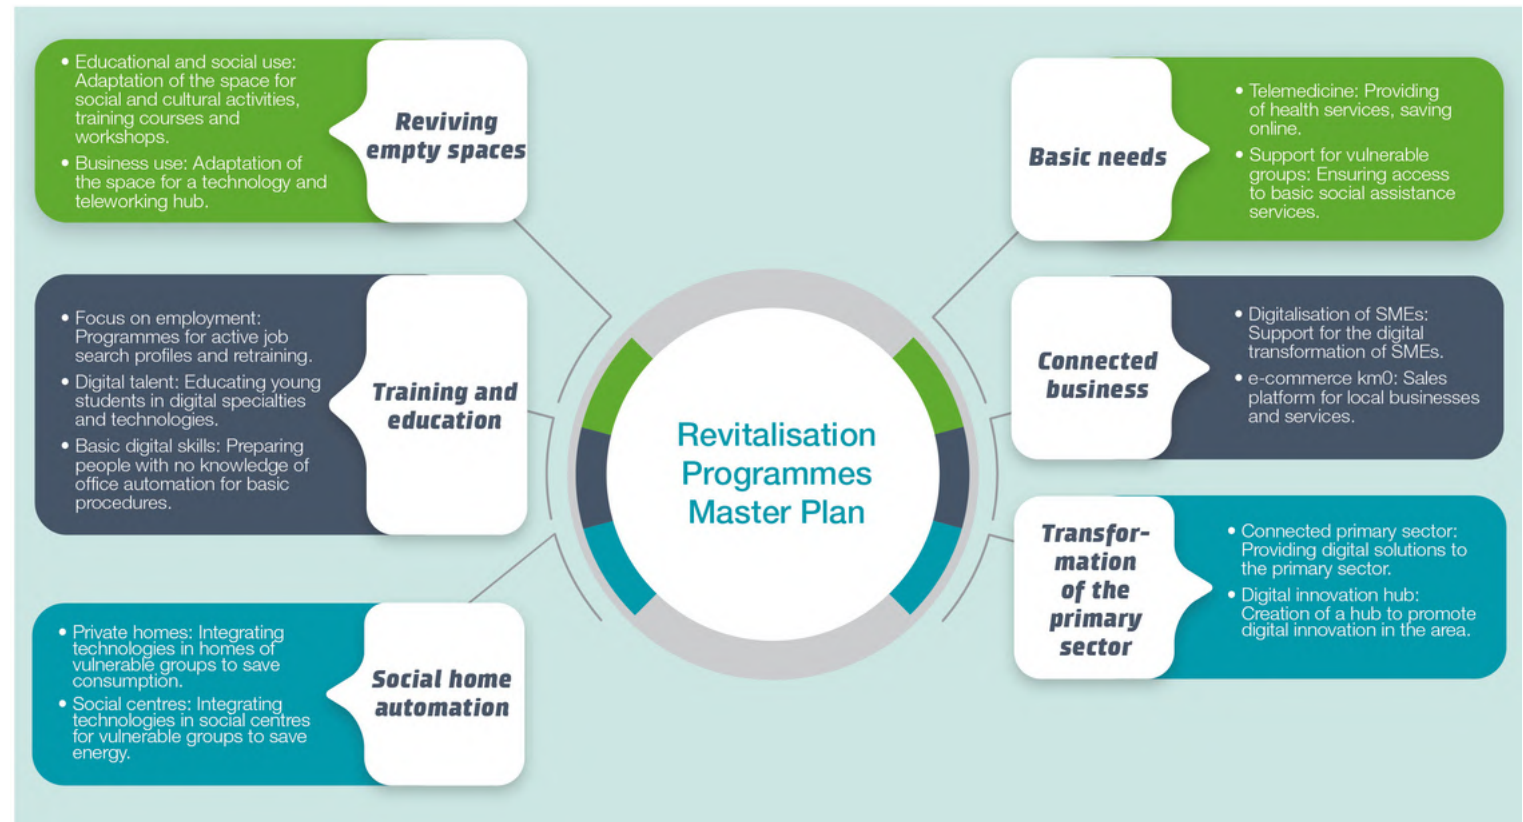 • Educational and social use:
Adaptation of the space for
social and cultural activities,
training courses and
workshops.
• Business use: Adaptation of
the space for a technology and
teleworking hub.
Reviving
empty spaces
• Focus on employment:
Programmes for active job
search profiles and retraining.
• Digital talent: Educating young
students in digital specialties
and technologies.
• Basic digital skills: Preparing
people with no knowledge of
office automation for basic
procedures.
Training and
education
• Private homes: Integrating
technologies in homes of
vulnerable groups to save
consumption.
• Social centres: Integrating
technologies in social centres
for vulnerable groups to save
energy.
Social home
automation
Revitalisation
Programmes
Master Plan
Basic needs
• Telemedicine: Providing
of health services, saving
online.
• Support for vulnerable
groups: Ensuring access
to basic social assistance
services.
Connected
business
• Digitalisation of SMEs:
Support for the digital
transformation of SMEs.
• e-commerce km0: Sales
platform for local businesses
and services.
Transfor-
mation
of the
primary
sector
• Connected primary sector:
Providing digital solutions to
the primary sector.
• Digital innovation hub:
Creation of a hub to promote
digital innovation in the area.